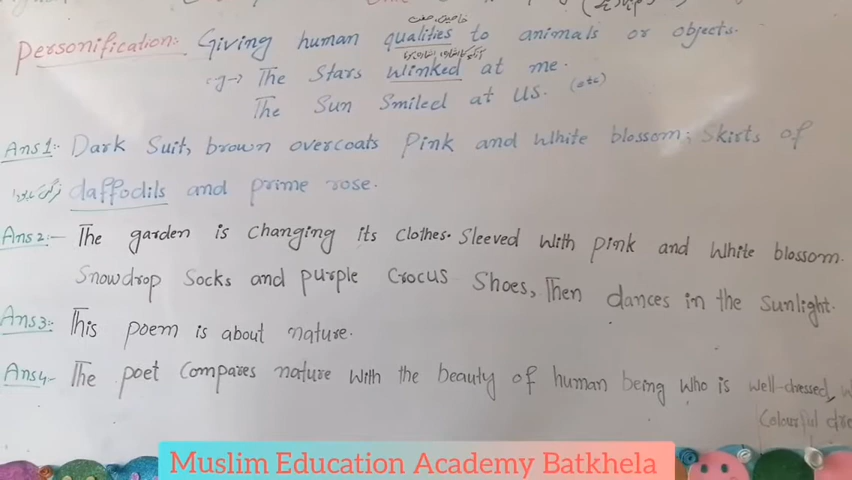 Personification:- Giving human qualities to animals or objects.
e.g → The Stars Winked at me.
The Sun Smiled at us. (etc)
Ans1:- Dark Suit, brown overcoats Pink and White blossom; Skirts of
daffodils and prime rose.
Ans2:- The garden is changing its clothes. Sleeved with pink and white blossom.
Snowdrop Socks and purple Crocus Shoes, Then dances in the sunlight.
Ans3:- This poem is about nature.
Ans4- The poet Compares nature with the beauty of human being who is well-dressed,
Colourful
Muslim Education Academy Batkhela